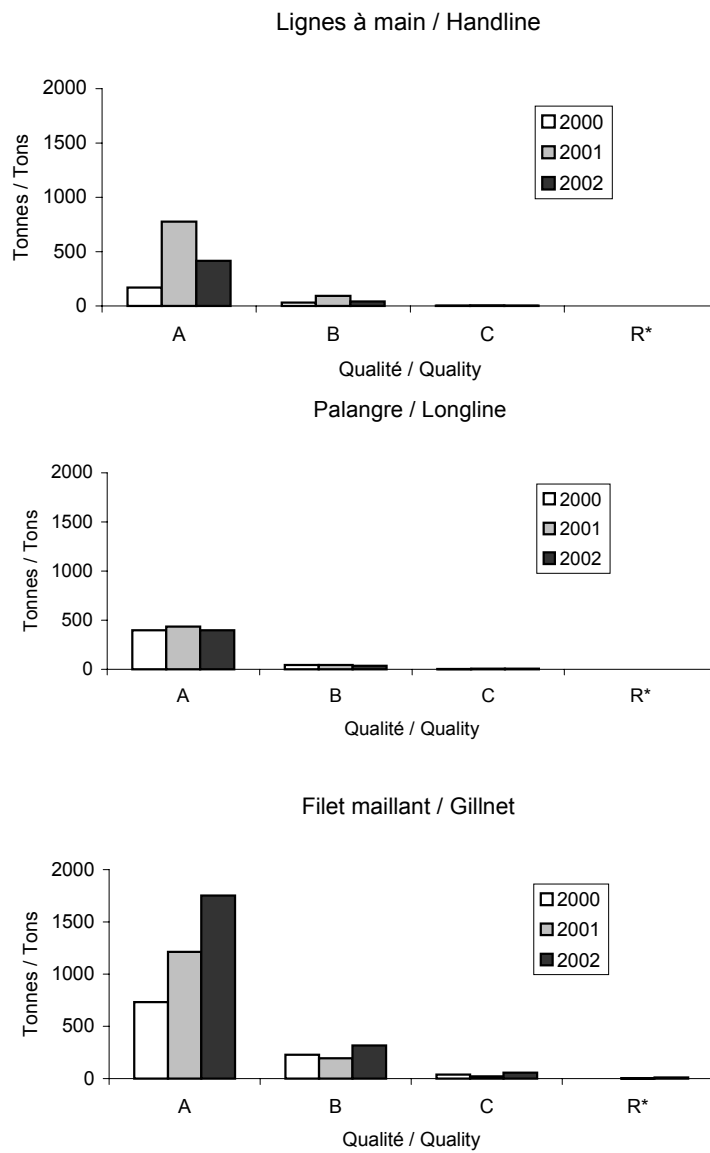 Lignes à main / Handline
2000
1500
1000
500
0
Tonnes / Tons
2000
2001
2002
A B C R*
Qualité / Quality
Palangre / Longline
2000
1500
1000
500
0
Tonnes / Tons
2000
2001
2002
A B C R*
Qualité / Quality
Filet maillant / Gillnet
2000
1500
1000
500
0
Tonnes / Tons
2000
2001
2002
A B C R*
Qualité / Quality